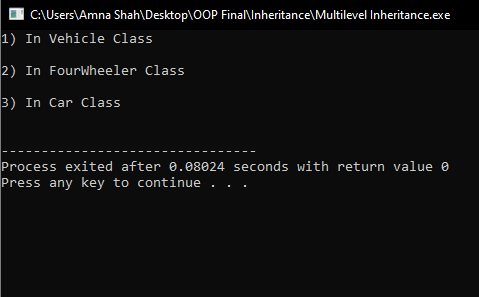 C:\Users\Amna Shah\Desktop\OOP Final\Inheritance\Multilevel Inheritance.exe
1) In Vehicle Class
2) In FourWheeler Class
3) In Car Class
--------------------------------
Process exited after 0.08024 seconds with return value 0
Press any key to continue . . .